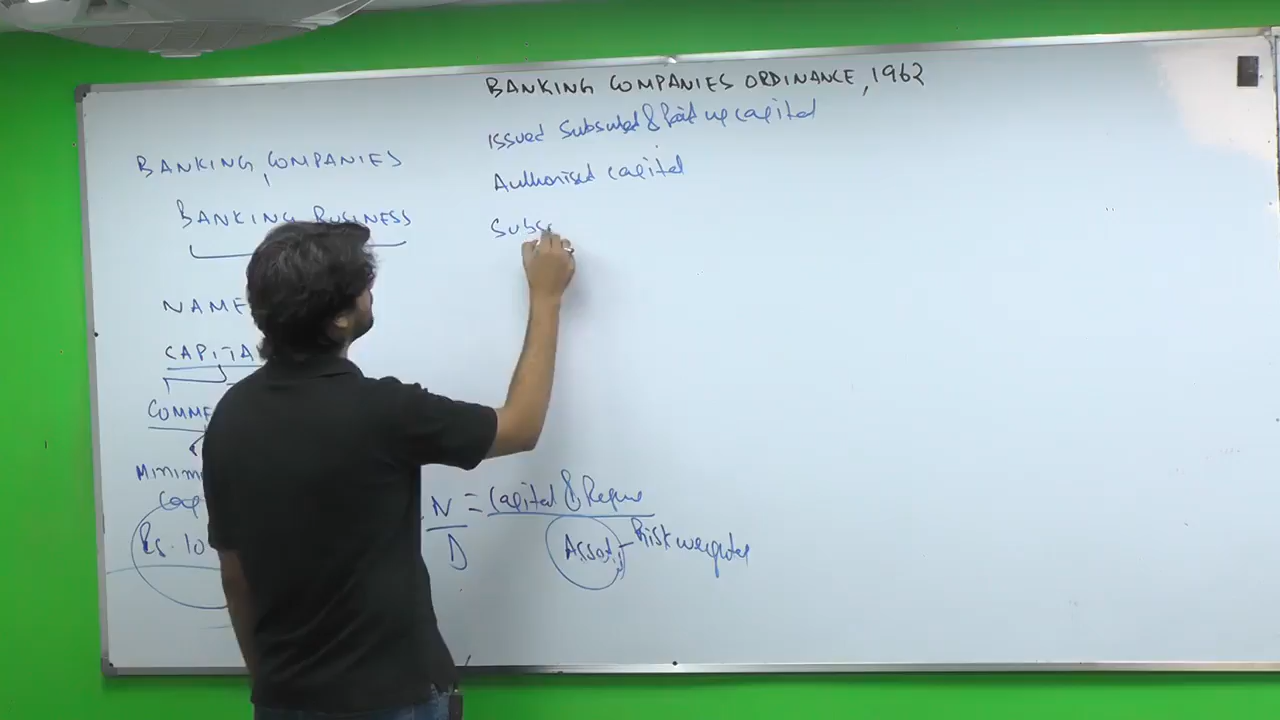 BANKING COMPANIES ORDINANCE, 1962
Issued Subscribed & Paid up capital
Authorised capital
Subs
BANKING COMPANIES
BANKING BUSINESS
NAME
CAPITA
COMME
Minim
Cap
Rs. 10
N = Capital & Reserve
D Assets Risk weighted